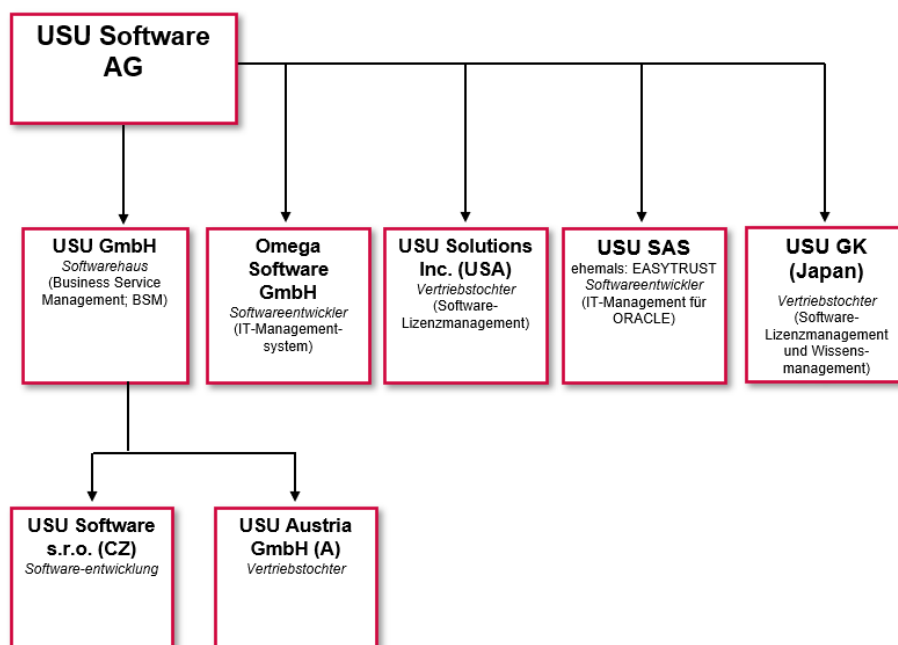 USU Software
AG
USU GmbH
Softwarehaus
(Business Service
Management; BSM)
Omega
Software
GmbH
Softwareentwickler
(IT-Management-
system)
USU Solutions
Inc. (USA)
Vertriebstochter
(Software-
Lizenzmanagement)
USU SAS
ehemals: EASYTRUST
Softwareentwickler
(IT-Management für
ORACLE)
USU GK
(Japan)
Vertriebstochter
(Software-
Lizenzmanagement
und Wissens-
management)
USU Software
s.r.o. (CZ)
Software-entwicklung
USU Austria
GmbH (A)
Vertriebstochter